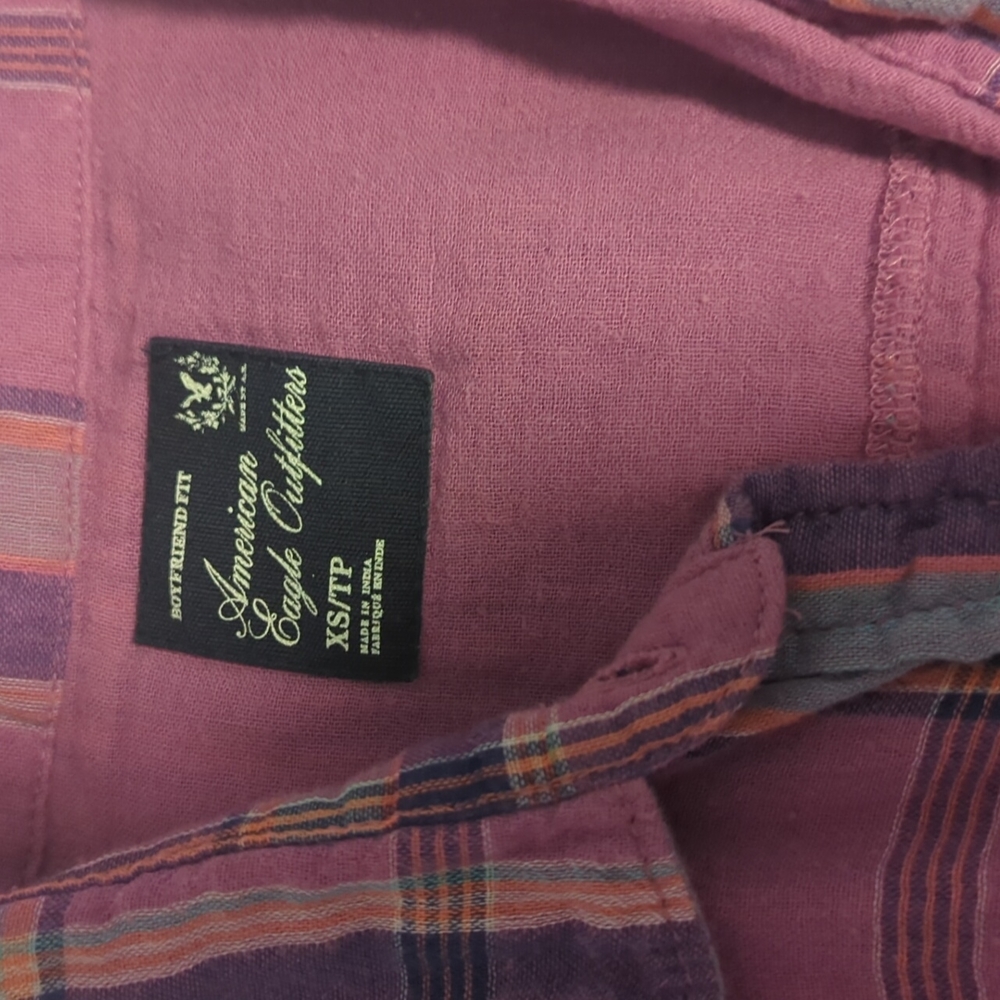 BOYFRIEND FIT
American
Eagle Outfitters
XS/TP
MADE IN INDIA
FABRIQUÉ EN INDE